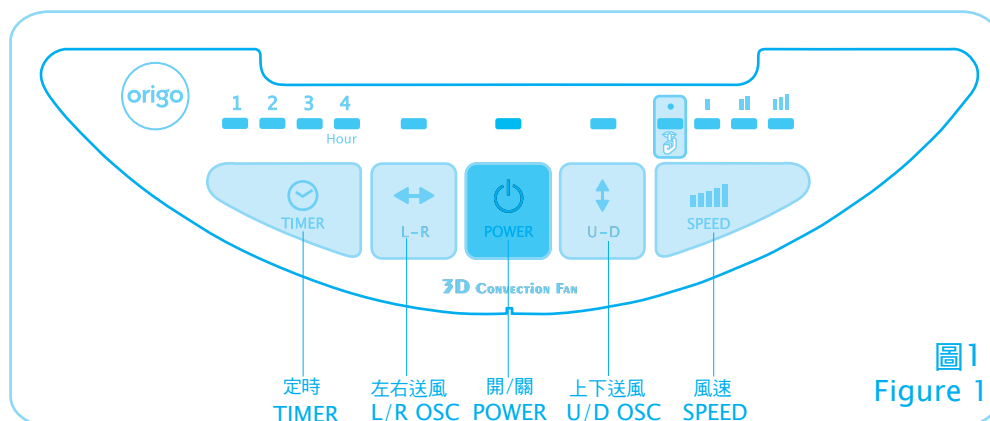 origo
1 2 3 4
Hour
TIMER L-R POWER U-D SPEED
3D CONVECTION FAN
定時 左右送風 開/關 上下送風 風速
TIMER L/R OSC POWER U/D OSC SPEED
圖1
Figure 1